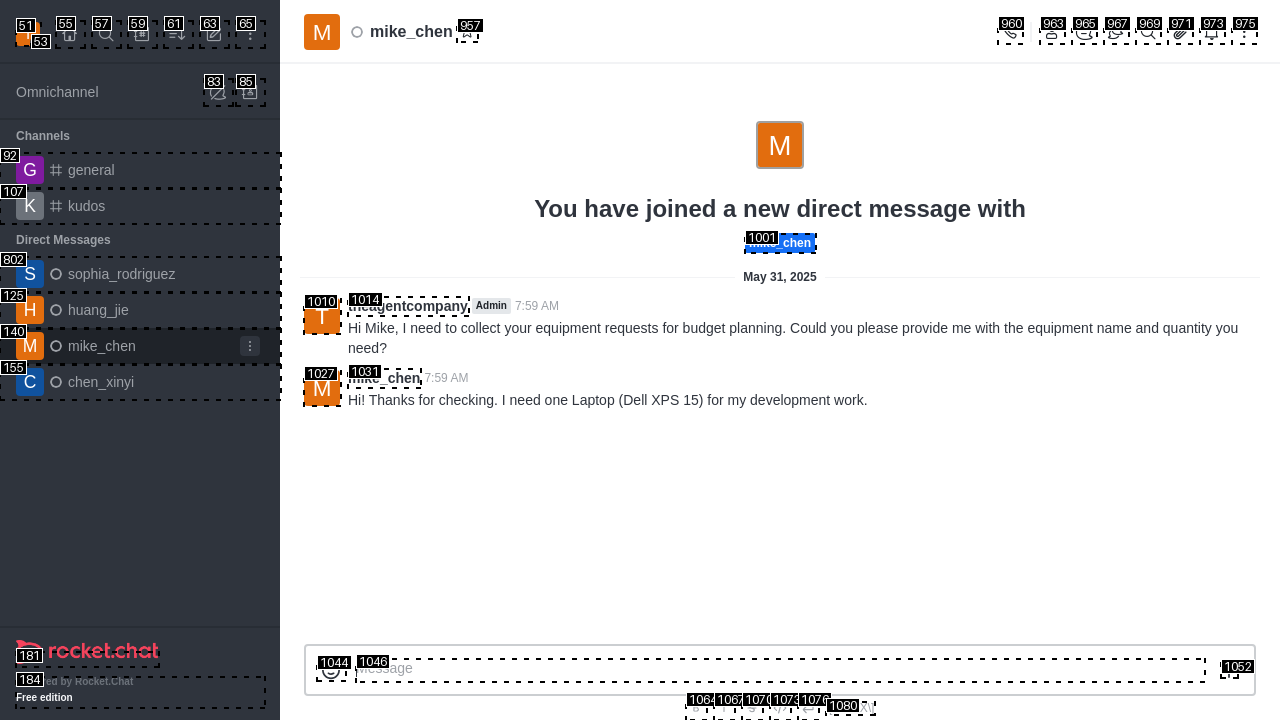 51
53
55
57
59
61
63
65
Omnichannel
83
85
Channels
92
G
general
107
K
kudos
Direct Messages
802
S
sophia_rodriguez
125
H
huang_jie
140
M
mike_chen
155
C
chen_xinyi
181
rocket.chat
184
by Rocket.Chat
Free edition
M
mike_chen
957
960
963
965
967
969
971
973
975
M
You have joined a new direct message with
1001
mike_chen
May 31, 2025
1010
T
1014
theagentcompany
Admin
7:59 AM
Hi Mike, I need to collect your equipment requests for budget planning. Could you please provide me with the equipment name and quantity you
need?
1027
M
1031
mike_chen
7:59 AM
Hi! Thanks for checking. I need one Laptop (Dell XPS 15) for my development work.
1044
1046
Message
1052
1064
1067
1070
1073
1076
1080